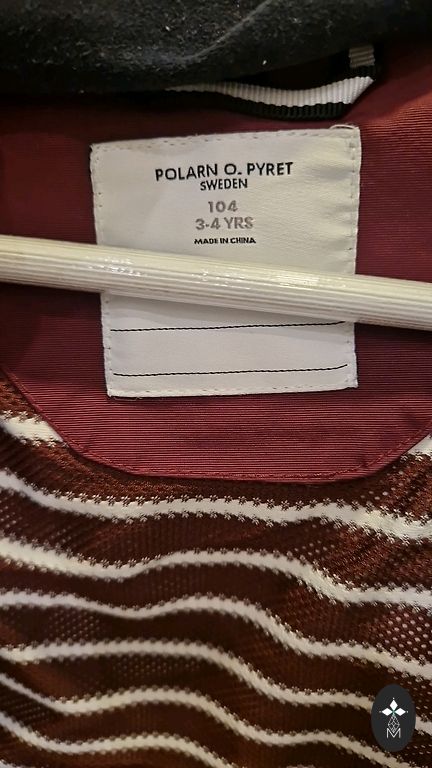 POLARN O. PYRET
SWEDEN
104
3-4 YRS
MADE IN CHINA
M